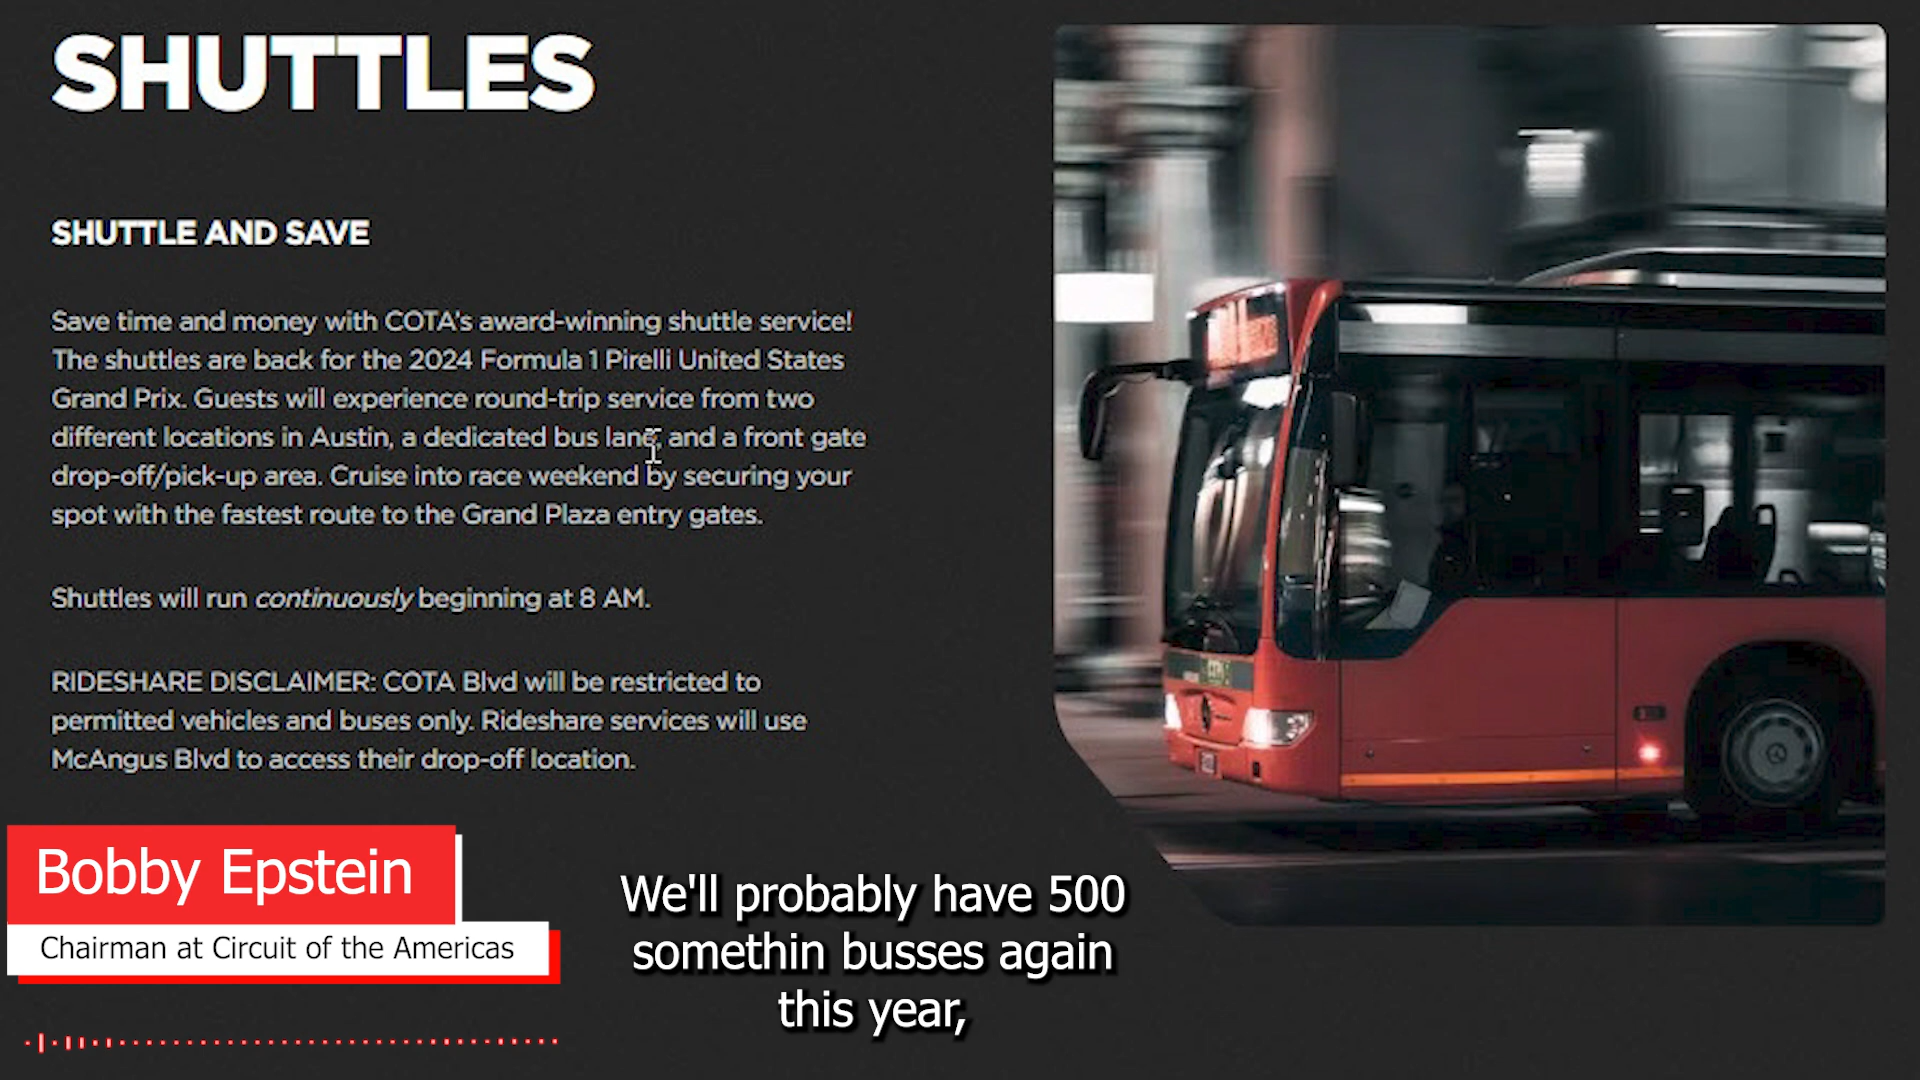 SHUTTLES
SHUTTLE AND SAVE
Save time and money with COTA's award-winning shuttle service!
The shuttles are back for the 2024 Formula 1 Pirelli United States
Grand Prix. Guests will experience round-trip service from two
different locations in Austin, a dedicated bus lane, and a front gate
drop-off/pick-up area. Cruise into race weekend by securing your
spot with the fastest route to the Grand Plaza entry gates.
Shuttles will run continuously beginning at 8 AM.
RIDESHARE DISCLAIMER: COTA Blvd will be restricted to
permitted vehicles and buses only. Rideshare services will use
McAngus Blvd to access their drop-off location.
Bobby Epstein
Chairman at Circuit of the Americas
We'll probably have 500
somethin busses again
this year,